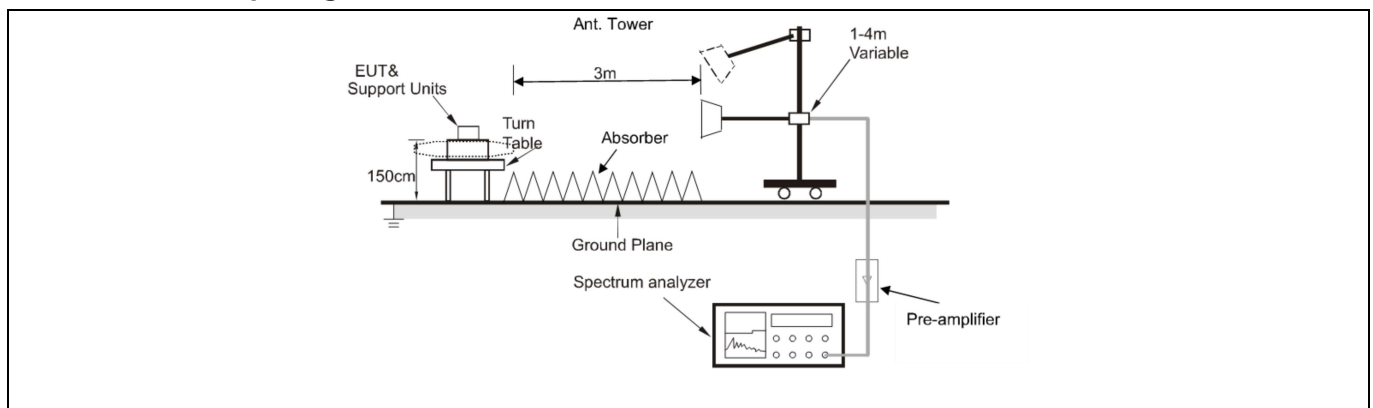 Ant. Tower
1-4m
Variable
EUT&
Support Units
3m
Turn
Table
Absorber
150cm
Ground Plane
Spectrum analyzer
Pre-amplifier